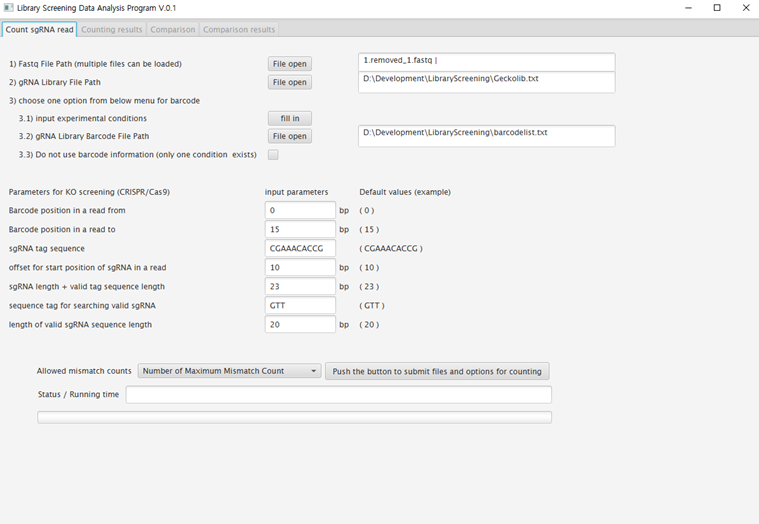 Library Screening Data Analysis Program V.0.1
Count sgRNA read Counting results Comparison Comparison results
1) Fastq File Path (multiple files can be loaded) File open 1.removed_1.fastq |
2) gRNA Library File Path File open D:\Development\LibraryScreening\Geckolib.txt
3) choose one option from below menu for barcode
3.1) input experimental conditions fill in
3.2) gRNA Library Barcode File Path File open D:\Development\LibraryScreening\barcodelist.txt
3.3) Do not use barcode information (only one condition exists)
Parameters for KO screening (CRISPR/Cas9) input parameters Default values (example)
Barcode position in a read from 0 bp ( 0 )
Barcode position in a read to 15 bp ( 15 )
sgRNA tag sequence CGAAACACCG ( CGAAACACCG )
offset for start position of sgRNA in a read 10 bp ( 10 )
sgRNA length + valid tag sequence length 23 bp ( 23 )
sequence tag for searching valid sgRNA GTT ( GTT )
length of valid sgRNA sequence length 20 bp ( 20 )
Allowed mismatch counts Number of Maximum Mismatch Count Push the button to submit files and options for counting
Status / Running time